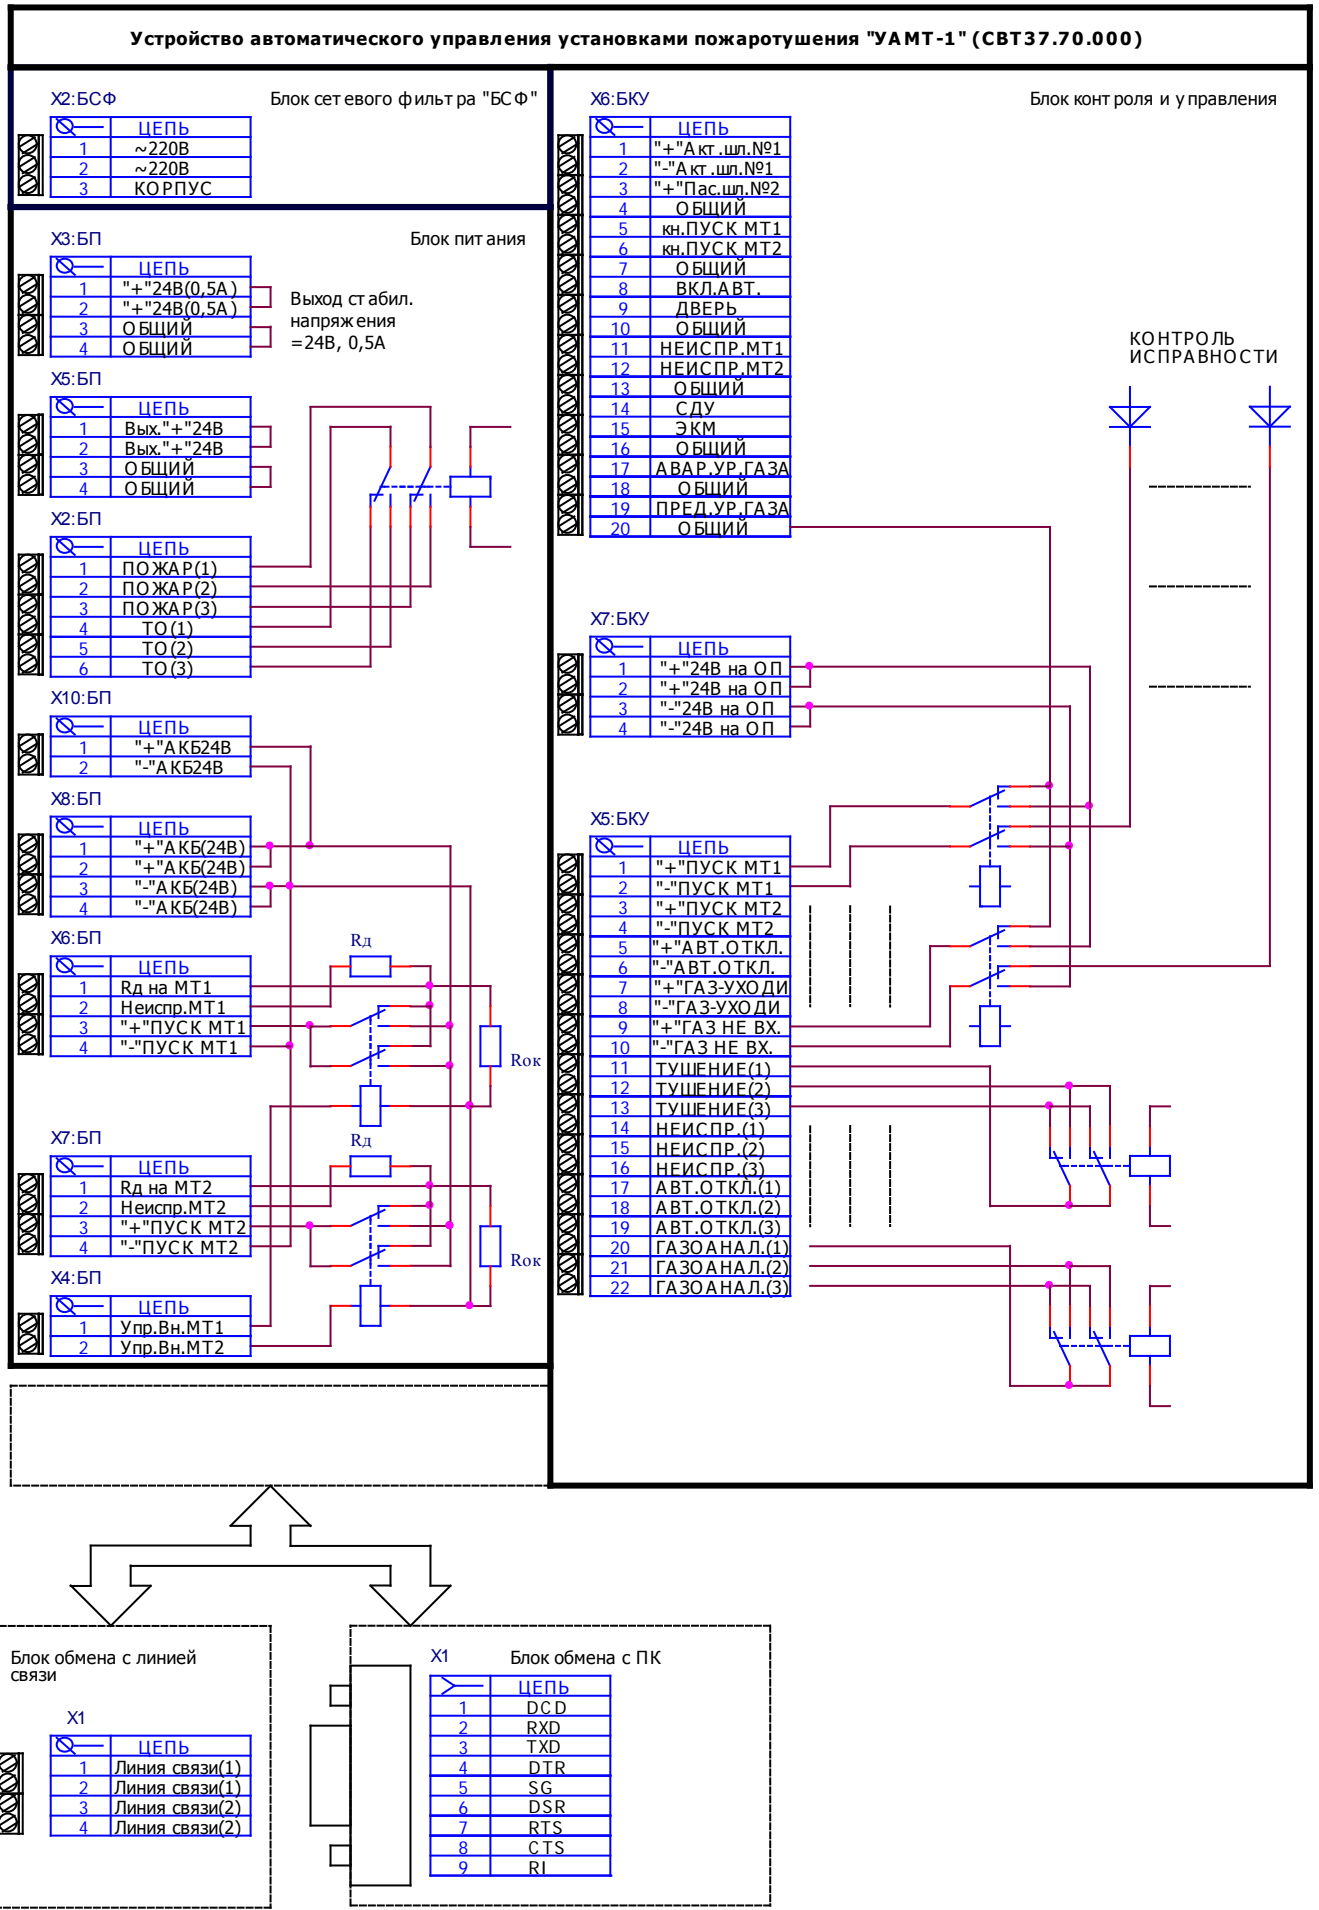 Устройство автоматического управления установками пожаротушения "УАМТ-1" (СВТ37.70.000)
X2:БСФ
Блок сетевого фильтра "БСФ"
ЦЕПЬ
1 ~220В
2 ~220В
3 КОРПУС
X3:БП
Блок питания
ЦЕПЬ
1 "+"24В(0,5А)
2 "+"24В(0,5А)
3 ОБЩИЙ
4 ОБЩИЙ
Выход стабил.
напряжения
=24В, 0,5А
X5:БП
ЦЕПЬ
1 Вых."+"24В
2 Вых."+"24В
3 ОБЩИЙ
4 ОБЩИЙ
X2:БП
ЦЕПЬ
1 ПОЖАР(1)
2 ПОЖАР(2)
3 ПОЖАР(3)
4 ТО(1)
5 ТО(2)
6 ТО(3)
X10:БП
ЦЕПЬ
1 "+"АКБ24В
2 "-"АКБ24В
X8:БП
ЦЕПЬ
1 "+"АКБ(24В)
2 "+"АКБ(24В)
3 "-"АКБ(24В)
4 "-"АКБ(24В)
X6:БП
ЦЕПЬ
1 Rд на МТ1
2 Неиспр.МТ1
3 "+"ПУСК МТ1
4 "-"ПУСК МТ1
Rд
Rок
X7:БП
ЦЕПЬ
1 Rд на МТ2
2 Неиспр.МТ2
3 "+"ПУСК МТ2
4 "-"ПУСК МТ2
Rд
Rок
X4:БП
ЦЕПЬ
1 Упр.Вн.МТ1
2 Упр.Вн.МТ2
X6:БКУ
Блок контроля и управления
ЦЕПЬ
1 "+"Акт.шл.№1
2 "-"Акт.шл.№1
3 "+"Пас.шл.№2
4 ОБЩИЙ
5 кн.ПУСК МТ1
6 кн.ПУСК МТ2
7 ОБЩИЙ
8 ВКЛ.АВТ.
9 ДВЕРЬ
10 ОБЩИЙ
11 НЕИСПР.МТ1
12 НЕИСПР.МТ2
13 ОБЩИЙ
14 СДУ
15 ЭКМ
16 ОБЩИЙ
17 АВАР.УР.ГАЗА
18 ОБЩИЙ
19 ПРЕД.УР.ГАЗА
20 ОБЩИЙ
КОНТРОЛЬ
ИСПРАВНОСТИ
X7:БКУ
ЦЕПЬ
1 "+"24В на ОП
2 "+"24В на ОП
3 "-"24В на ОП
4 "-"24В на ОП
X5:БКУ
ЦЕПЬ
1 "+"ПУСК МТ1
2 "-"ПУСК МТ1
3 "+"ПУСК МТ2
4 "-"ПУСК МТ2
5 "+"АВТ.ОТКЛ.
6 "-"АВТ.ОТКЛ.
7 "+"ГАЗ-УХОДИ
8 "-"ГАЗ-УХОДИ
9 "+"ГАЗ НЕ ВХ.
10 "-"ГАЗ НЕ ВХ.
11 ТУШЕНИЕ(1)
12 ТУШЕНИЕ(2)
13 ТУШЕНИЕ(3)
14 НЕИСПР.(1)
15 НЕИСПР.(2)
16 НЕИСПР.(3)
17 АВТ.ОТКЛ.(1)
18 АВТ.ОТКЛ.(2)
19 АВТ.ОТКЛ.(3)
20 ГАЗОАНАЛ.(1)
21 ГАЗОАНАЛ.(2)
22 ГАЗОАНАЛ.(3)
Блок обмена с линией
связи
X1
ЦЕПЬ
1 Линия связи(1)
2 Линия связи(1)
3 Линия связи(2)
4 Линия связи(2)
X1
Блок обмена с ПК
ЦЕПЬ
1 DCD
2 RXD
3 TXD
4 DTR
5 SG
6 DSR
7 RTS
8 CTS
9 RI